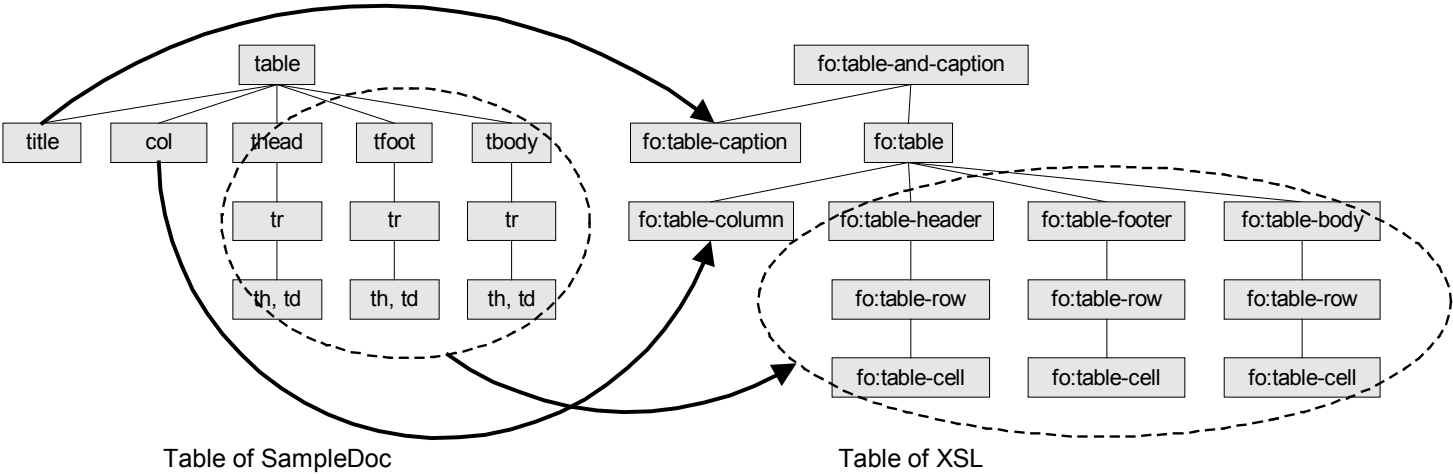 table
fo:table-and-caption
title
col
thead
tfoot
tbody
fo:table-caption
fo:table
tr
tr
tr
fo:table-column
fo:table-header
fo:table-footer
fo:table-body
th, td
th, td
th, td
fo:table-row
fo:table-row
fo:table-row
fo:table-cell
fo:table-cell
fo:table-cell
Table of SampleDoc
Table of XSL